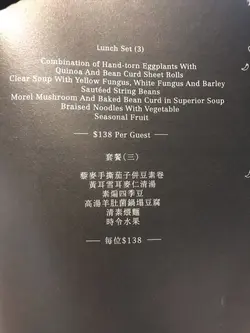 Lunch Set (3)
Combination of Hand-torn Eggplants With
Quinoa And Bean Curd Sheet Rolls
Clear Soup With Yellow Fungus, White Fungus And Barley
Sautéed String Beans
Morel Mushroom And Baked Bean Curd in Superior Soup
Braised Noodles With Vegetable
Seasonal Fruit
$138 Per Guest
套餐(三)
藜麥手撕茄子併豆素卷
黃耳雪耳麥仁清湯
素煸四季豆
高湯羊肚菌鍋塌豆腐
清素煨麵
時令水果
每位$138